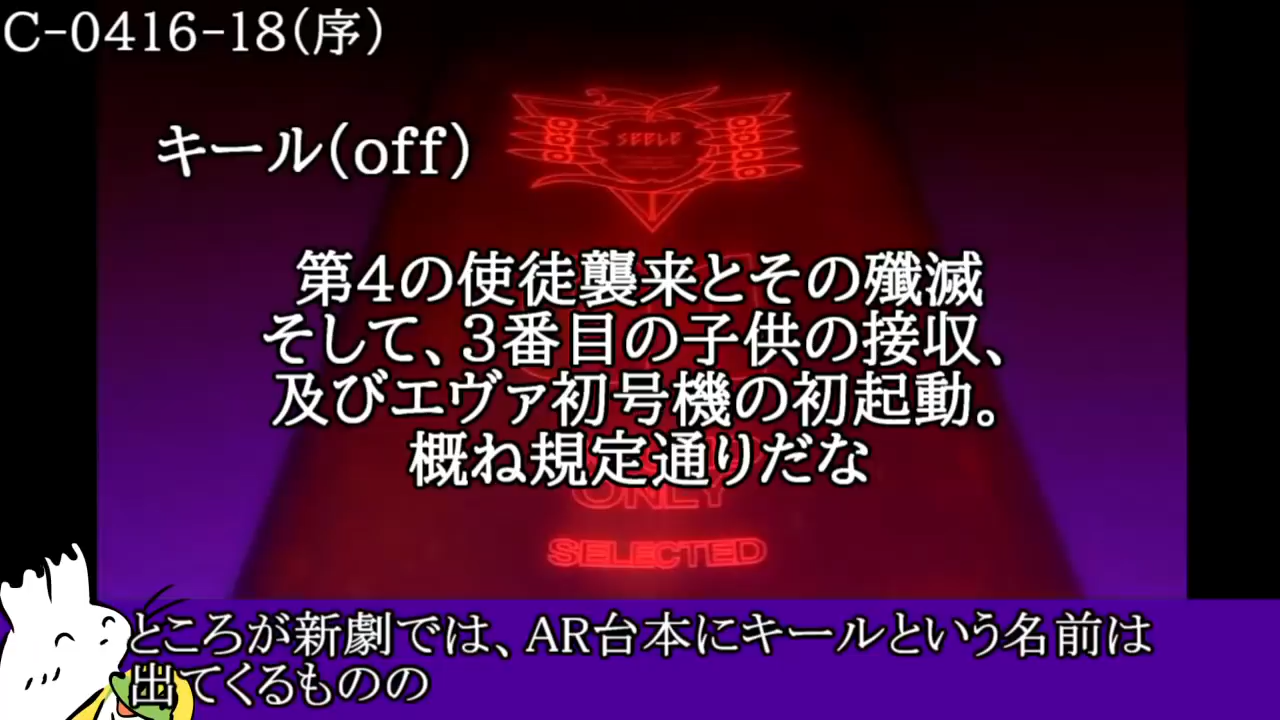 C-0416-18(序)
SEELE
キール(off)
第4の使徒襲来とその殲滅
そして、3番目の子供の接収、
及びエヴァ初号機の初起動。
概ね規定通りだな
ONLY
SELECTED
ところが新劇では、AR台本にキールという名前は
出てくるものの